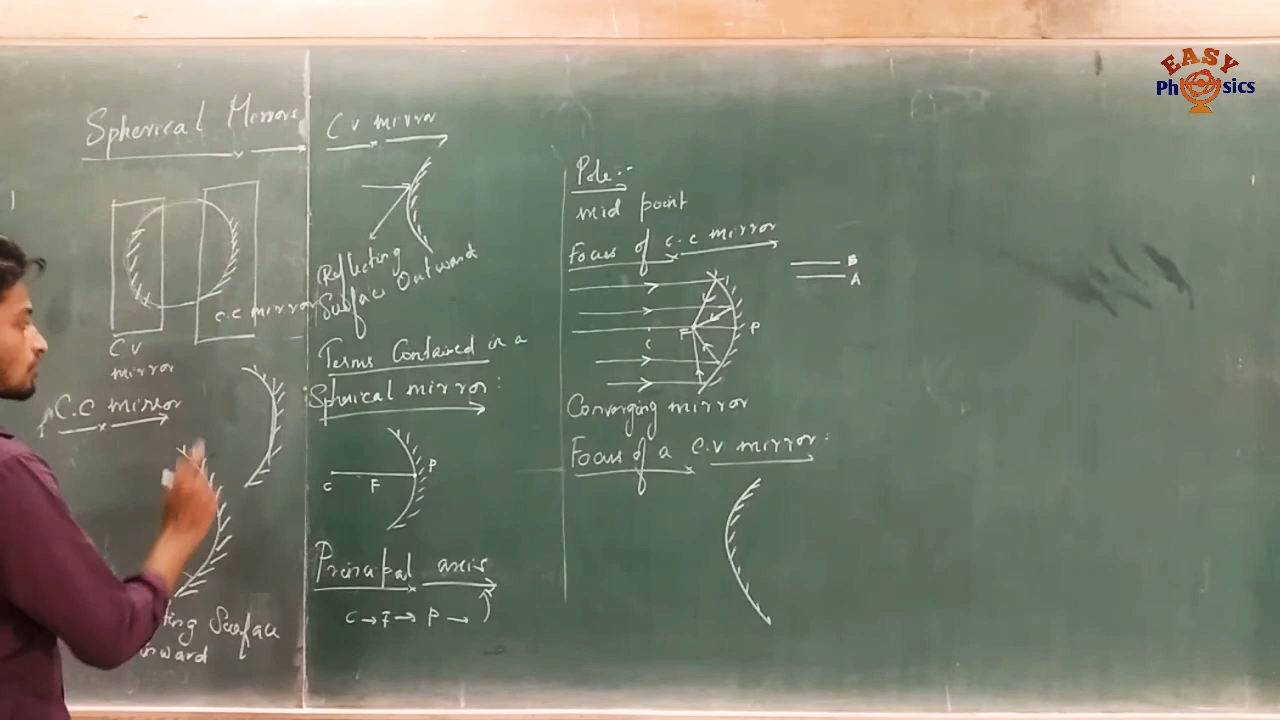 EASY
Physics
Spherical Mirrors
C.C mirror
C V
mirror
C.C mirror
ting Surface
inward
C V mirror
Reflecting
Surface Outward
Terms Contained in a
Spherical mirror:
P
C F
Principal axis
C → F → P →
Pole:-
mid point
Focus of C.C mirror
B
A
F P
Converging mirror
Focus of a C.V mirror: